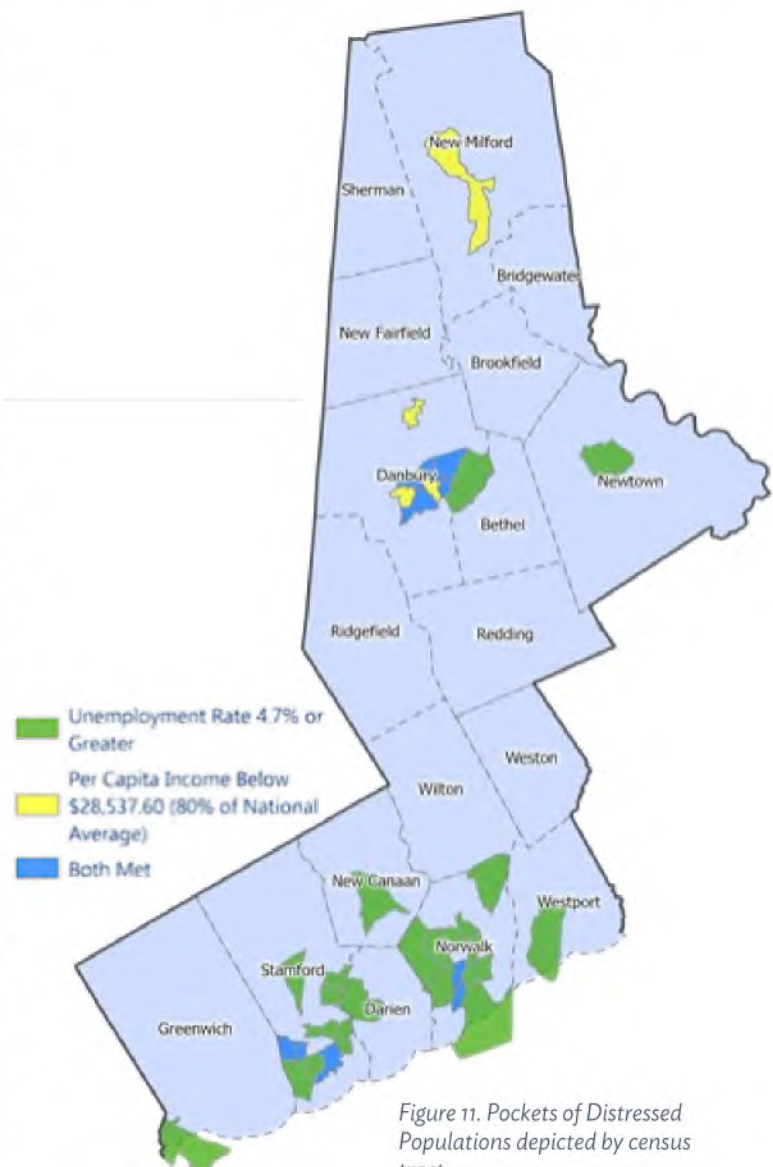 New Milford
Sherman
Bridgewater
New Fairfield
Brookfield
Danbury
Newtown
Bethel
Ridgefield
Redding
Unemployment Rate 4.7% or
Greater
Per Capita Income Below
$28,537.60 (80% of National
Average)
Both Met
Weston
Wilton
New Canaan
Westport
Norwalk
Stamford
Darien
Greenwich
Figure 11. Pockets of Distressed
Populations depicted by census